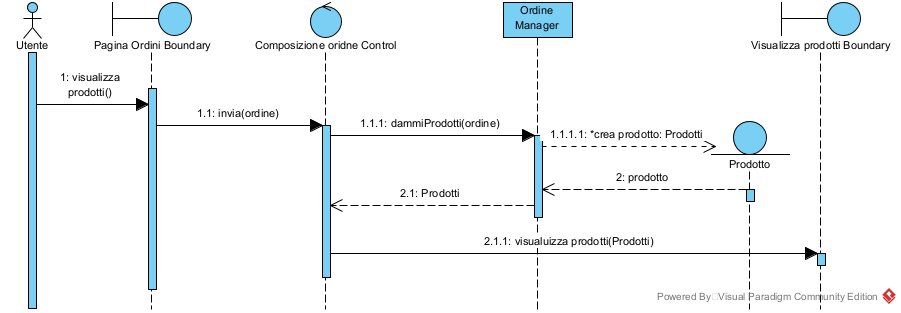 Utente
Pagina Ordini Boundary
Composizione oridne Control
Ordine
Manager
Visualizza prodotti Boundary
1: visualizza
prodotti()
1.1: invia(ordine)
1.1.1: dammiProdotti(ordine)
1.1.1.1: *crea prodotto: Prodotti
Prodotto
2: prodotto
2.1: Prodotti
2.1.1: visualuizza prodotti(Prodotti)
Powered By Visual Paradigm Community Edition